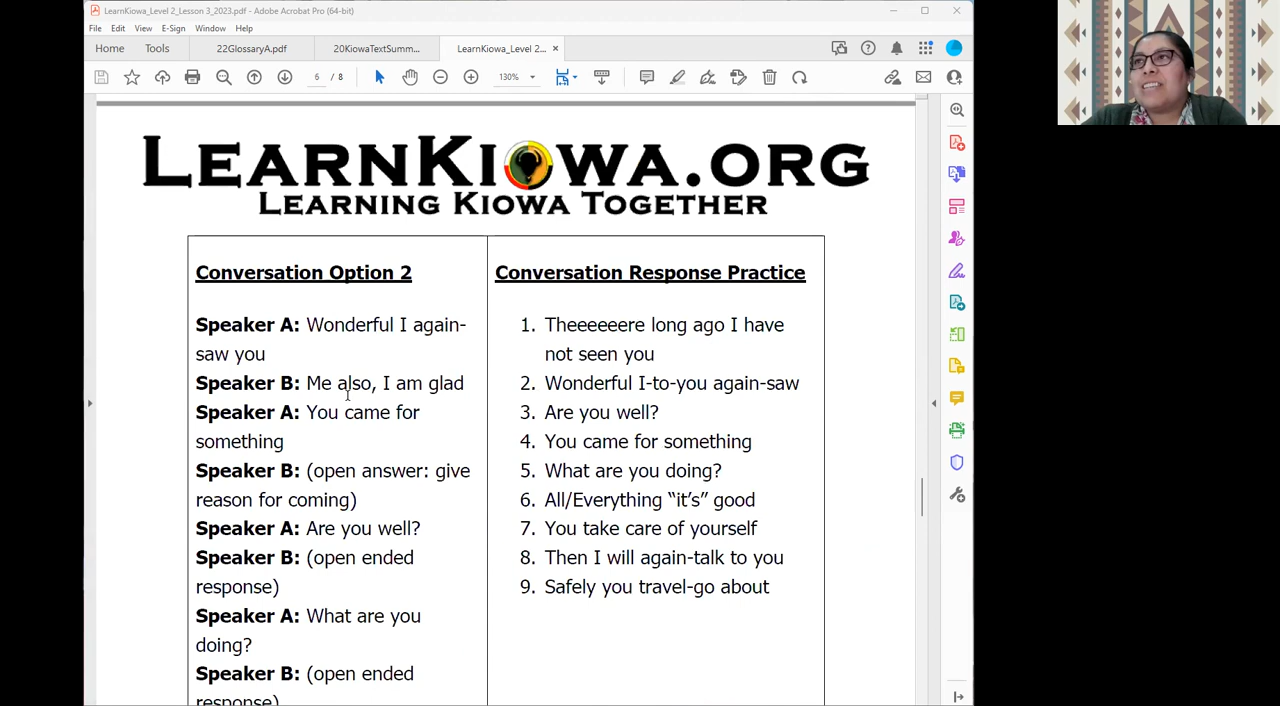 LearnKiowa_Level 2_Lesson 3_2023.pdf - Adobe Acrobat Pro (64-bit)
File Edit View E-Sign Window Help
Home Tools 22GlossaryA.pdf 20KiowaTextSumm... LearnKiowa_Level 2... ×
6 / 8 130%
LEARNKIOWA.ORG
LEARNING KIOWA TOGETHER
Conversation Option 2
Speaker A: Wonderful I again-
saw you
Speaker B: Me also, I am glad
Speaker A: You came for
something
Speaker B: (open answer: give
reason for coming)
Speaker A: Are you well?
Speaker B: (open ended
response)
Speaker A: What are you
doing?
Speaker B: (open ended
response)
Conversation Response Practice
1. Theeeeeere long ago I have
not seen you
2. Wonderful I-to-you again-saw
3. Are you well?
4. You came for something
5. What are you doing?
6. All/Everything “it’s” good
7. You take care of yourself
8. Then I will again-talk to you
9. Safely you travel-go about